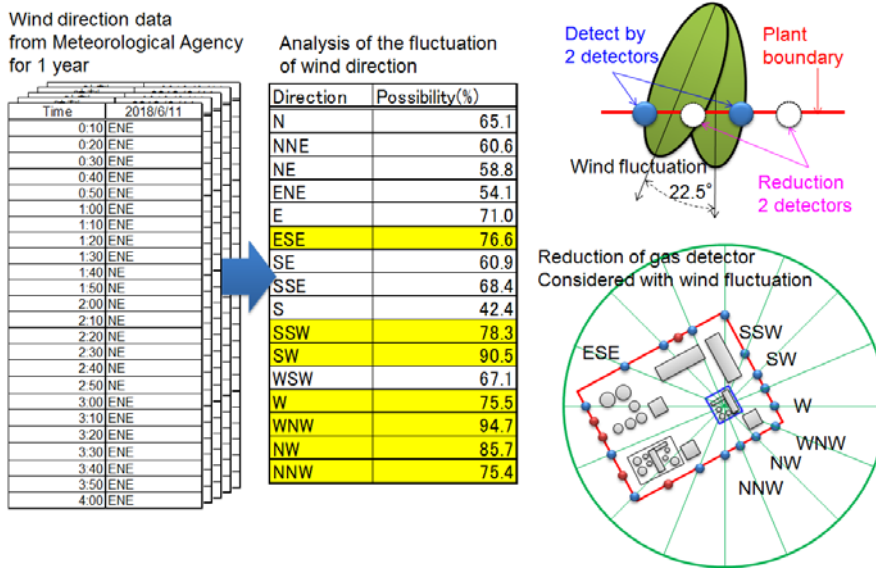 Wind direction data
from Meteorological Agency
for 1 year
Time 2018/6/11
0:10 ENE
0:20 ENE
0:30 ENE
0:40 ENE
0:50 ENE
1:00 ENE
1:10 ENE
1:20 ENE
1:30 ENE
1:40 NE
1:50 NE
2:00 NE
2:10 NE
2:20 NE
2:30 NE
2:40 NE
2:50 NE
3:00 ENE
3:10 ENE
3:20 ENE
3:30 ENE
3:40 ENE
3:50 ENE
4:00 ENE
Analysis of the fluctuation
of wind direction
Direction Possibility(%)
N 65.1
NNE 60.6
NE 58.8
ENE 54.1
E 71.0
ESE 76.6
SE 60.9
SSE 68.4
S 42.4
SSW 78.3
SW 90.5
WSW 67.1
W 75.5
WNW 94.7
NW 85.7
NNW 75.4
Detect by
2 detectors
Plant
boundary
Wind fluctuation
22.5°
Reduction
2 detectors
Reduction of gas detector
Considered with wind fluctuation
ESE
SSW
SW
W
WNW
NW
NNW